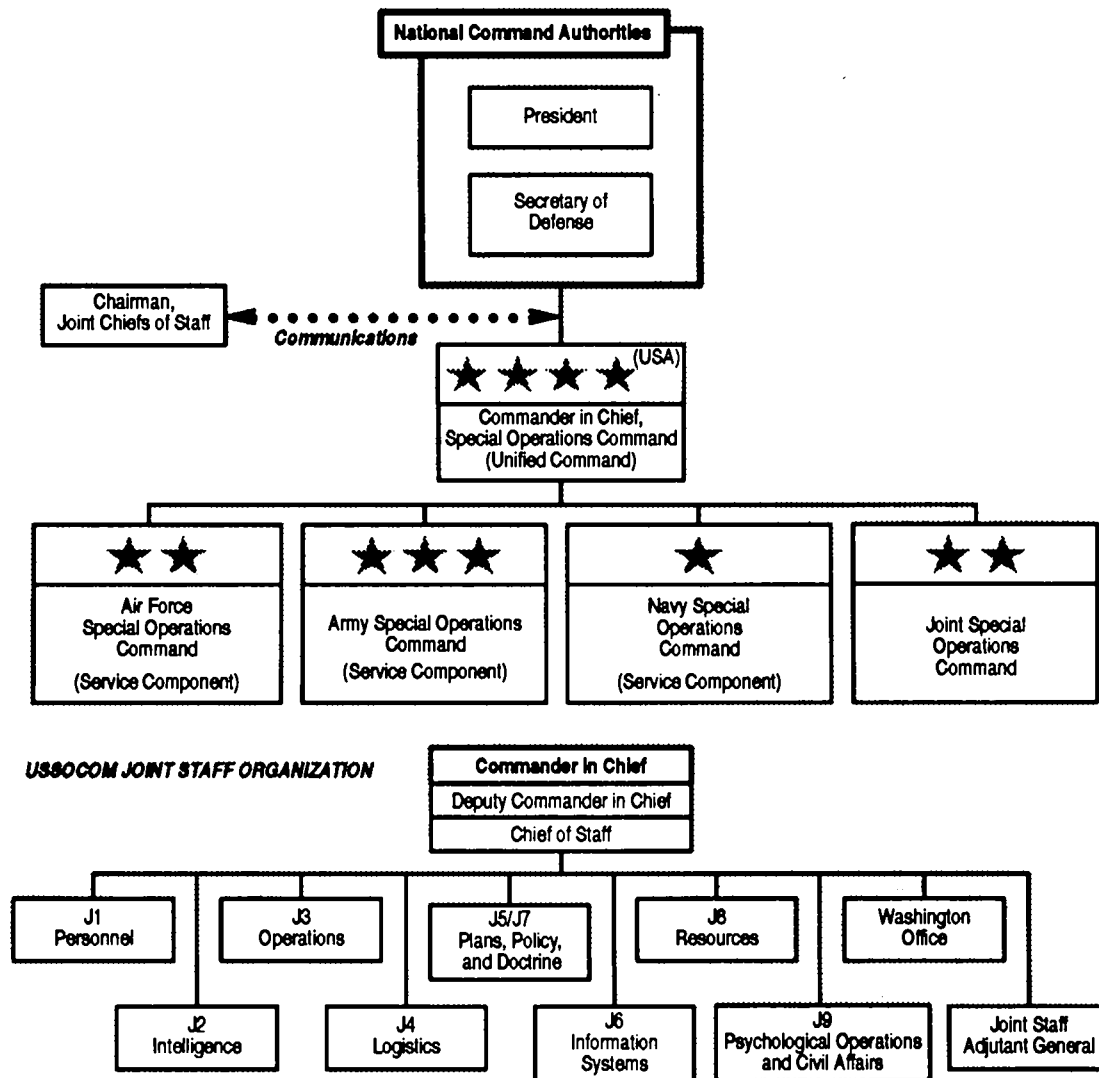 National Command Authorities
President
Secretary of
Defense
Chairman,
Joint Chiefs of Staff
Communications
(USA)
Commander in Chief,
Special Operations Command
(Unified Command)
Air Force
Special Operations
Command
(Service Component)
Army Special Operations
Command
(Service Component)
Navy Special
Operations
Command
(Service Component)
Joint Special
Operations
Command
USSOCOM JOINT STAFF ORGANIZATION
Commander in Chief
Deputy Commander in Chief
Chief of Staff
J1
Personnel
J3
Operations
J5/J7
Plans, Policy,
and Doctrine
J8
Resources
Washington
Office
J2
Intelligence
J4
Logistics
J6
Information
Systems
J9
Psychological Operations
and Civil Affairs
Joint Staff
Adjutant General